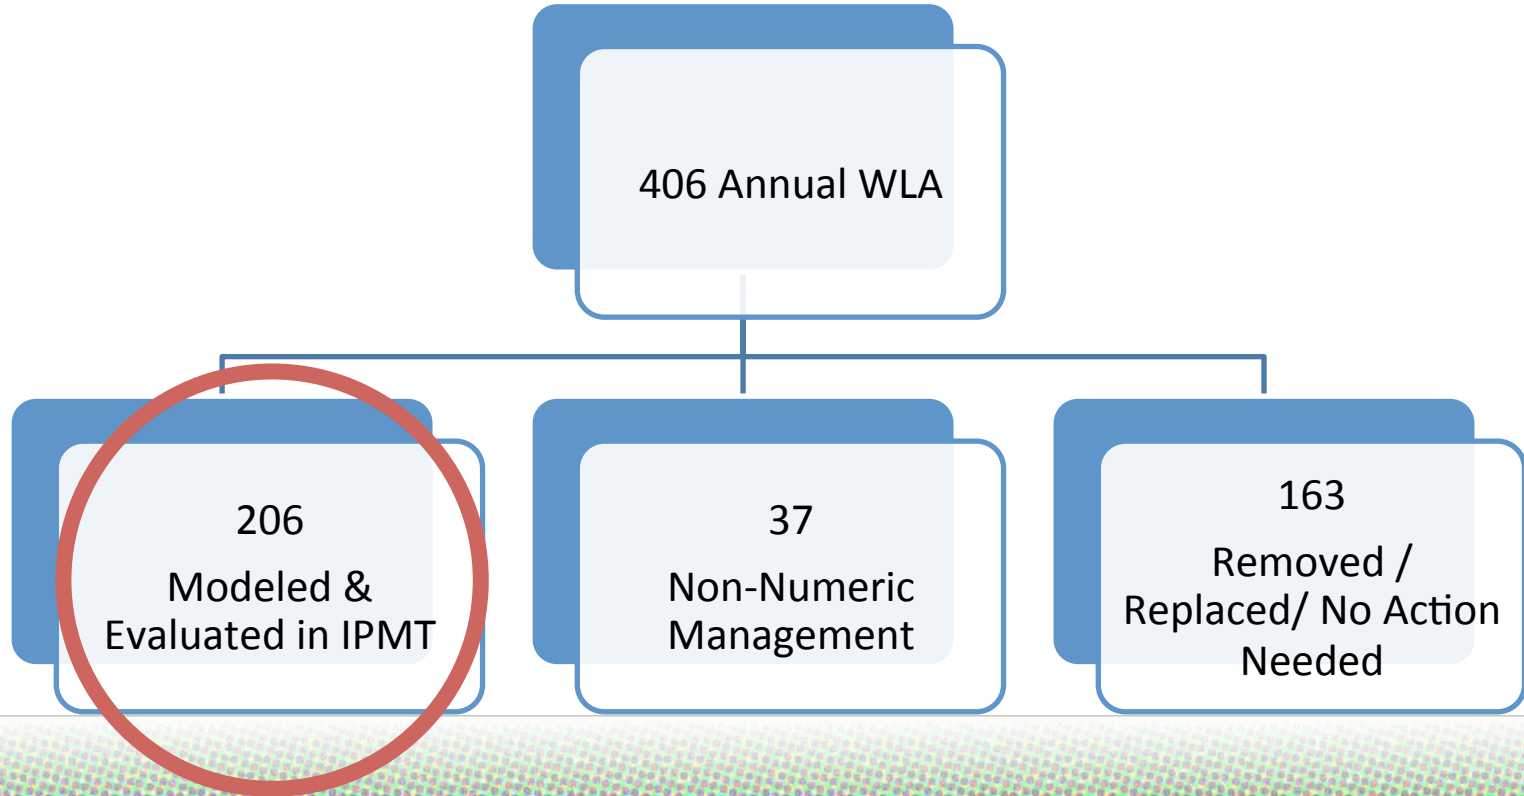 406 Annual WLA
206
Modeled &
Evaluated in IPMT
37
Non-Numeric
Management
163
Removed /
Replaced/ No Action
Needed